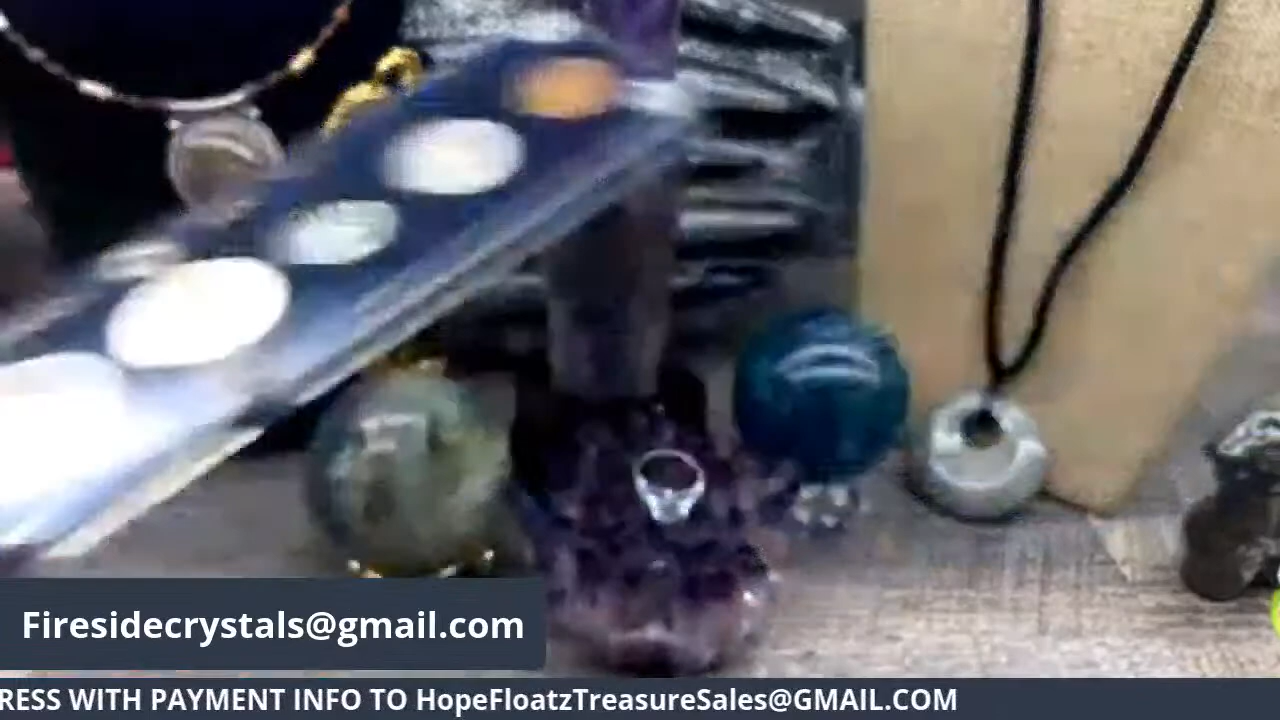 Firesidecrystals@gmail.com
RESS WITH PAYMENT INFO TO HopeFloatzTreasureSales@GMAIL.COM